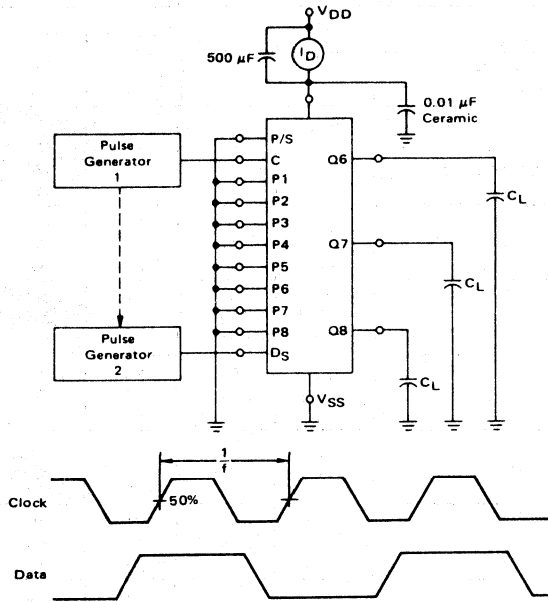 VDD
500 µF
ID
0.01 µF
Ceramic
Pulse
Generator
1
P/S
C
P1
P2
P3
P4
P5
P6
P7
P8
DS
Q6
Q7
Q8
CL
CL
CL
Pulse
Generator
2
VSS
1
f
Clock
50%
Data